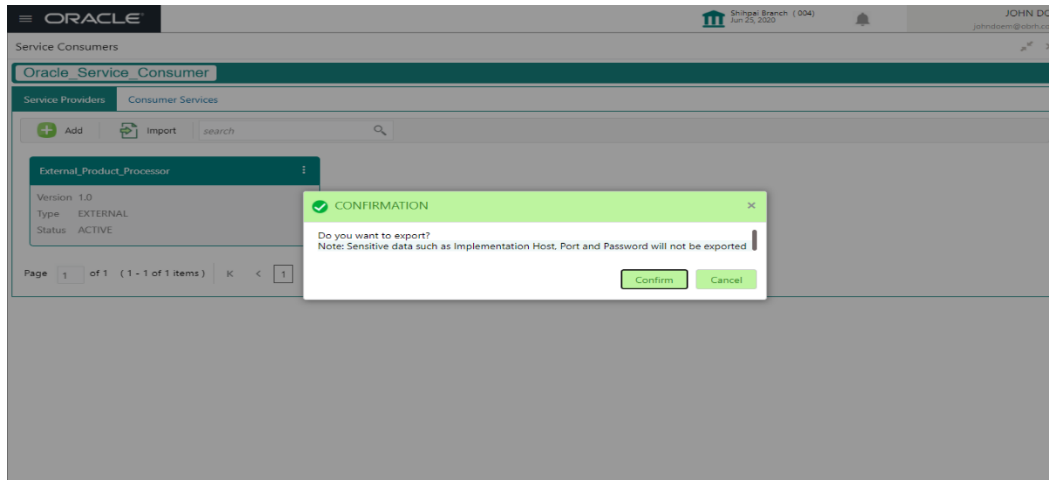 ORACLE
Shihpai Branch ( 004)
Jun 25, 2020
JOHN DO
johndoem@obrh.co
Service Consumers
Oracle_Service_Consumer
Service Providers Consumer Services
Add Import search
External_Product_Processor
Version 1.0
Type EXTERNAL
Status ACTIVE
CONFIRMATION
Do you want to export?
Note: Sensitive data such as Implementation Host, Port and Password will not be exported
Confirm Cancel
Page 1 of 1 ( 1 - 1 of 1 items ) K < 1